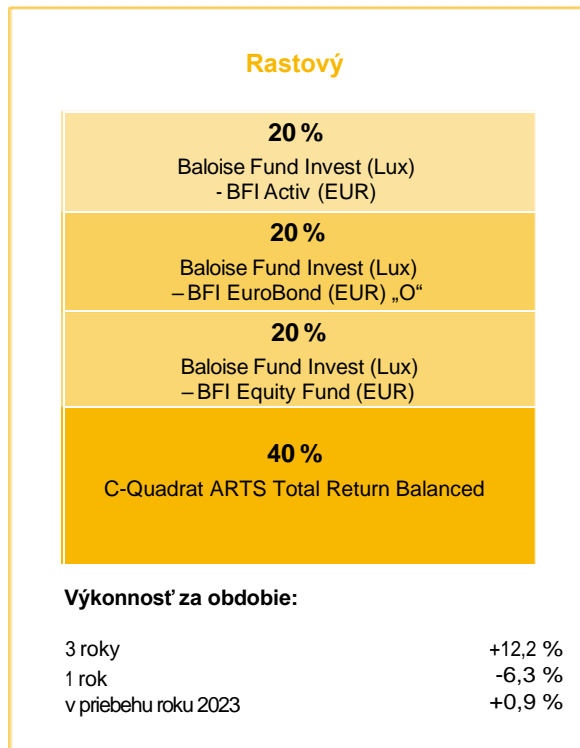 Rastový
20 %
Baloise Fund Invest (Lux)
- BFI Activ (EUR)
20 %
Baloise Fund Invest (Lux)
– BFI EuroBond (EUR) „O“
20 %
Baloise Fund Invest (Lux)
– BFI Equity Fund (EUR)
40 %
C-Quadrat ARTS Total Return Balanced
Výkonnosť za obdobie:
3 roky +12,2 %
1 rok -6,3 %
v priebehu roku 2023 +0,9 %